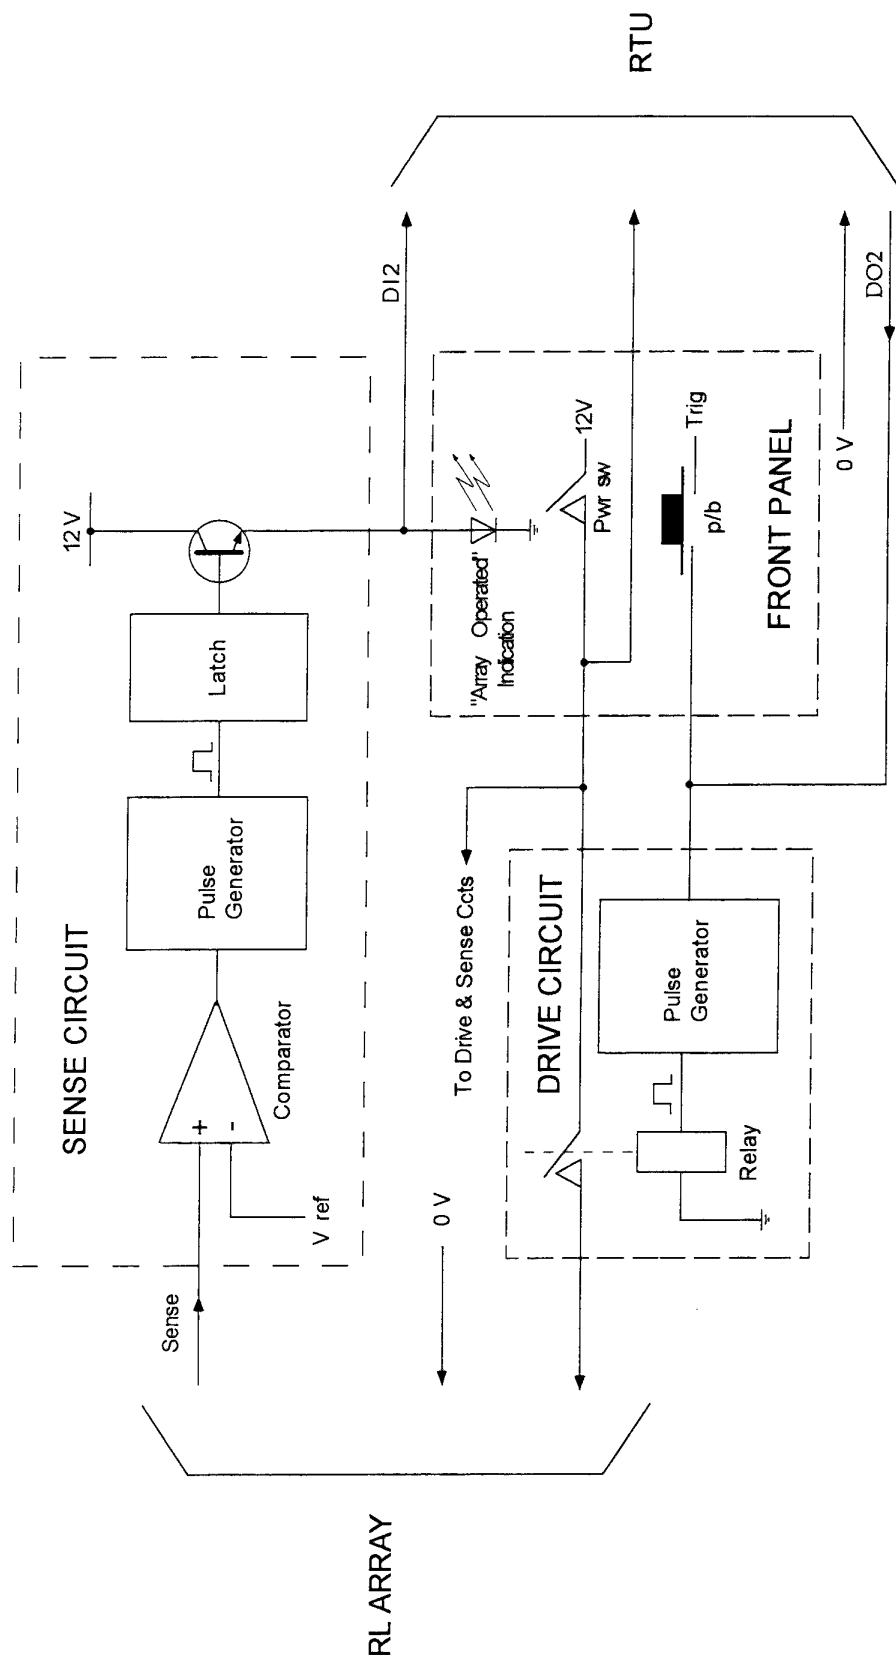 SENSE CIRCUIT
12V
Sense
V ref
+
-
Comparator
Pulse
Generator
Latch
DI2
RTU
RL ARRAY
0 V
To Drive & Sense Ccts
"Array Operated"
Indication
12V
Pwr sw
Trig
p/b
FRONT PANEL
0 V
DO2
DRIVE CIRCUIT
Relay
Pulse
Generator